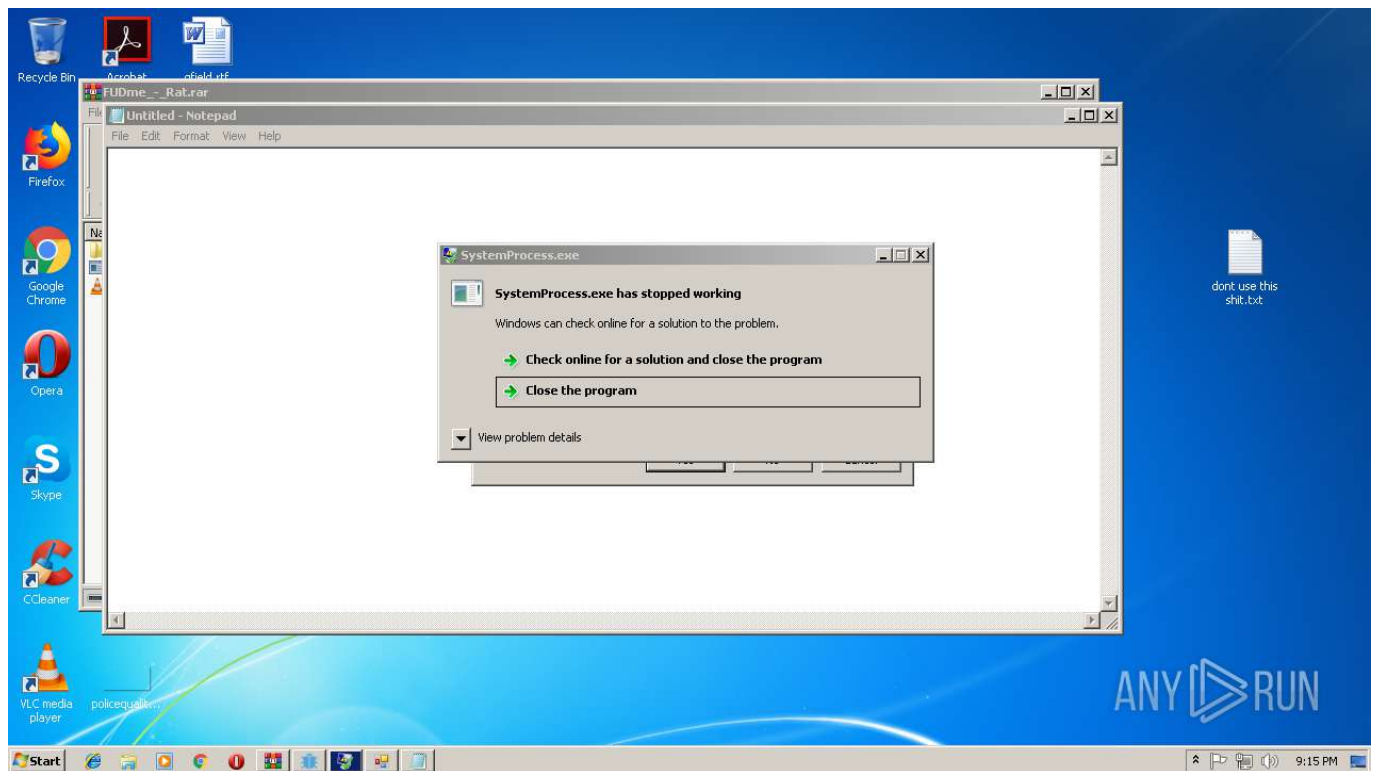 Recycle Bin
Acrobat
gfield.rtf
FUDme_-_Rat.rar
Untitled - Notepad
File Edit Format View Help
Firefox
Google
Chrome
Opera
Skype
CCleaner
VLC media
player
policequalit...
SystemProcess.exe
SystemProcess.exe has stopped working
Windows can check online for a solution to the problem.
Check online for a solution and close the program
Close the program
View problem details
dont use this
shit.txt
ANY RUN
Start
9:15 PM